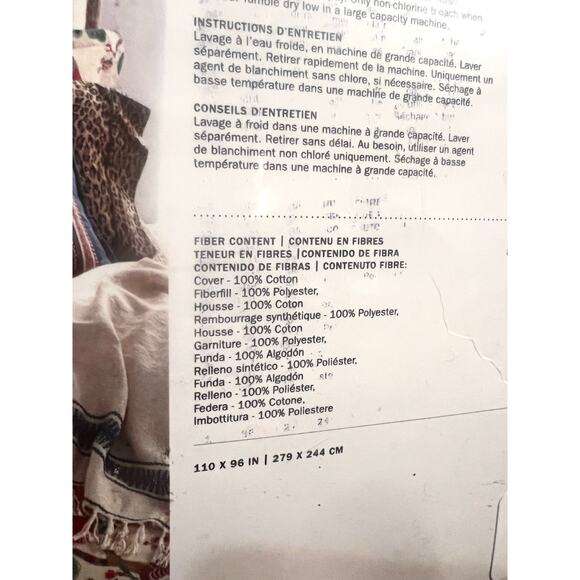 tumble dry low in a large capacity machine.
INSTRUCTIONS D'ENTRETIEN
Lavage à l'eau froide, en machine de grande capacité. Laver
séparément. Retirer rapidement de la machine. Uniquement un
agent de blanchiment sans chlore, si nécessaire. Séchage à
basse température dans une machine de grande capacité.
CONSEILS D'ENTRETIEN
Lavage à froid dans une machine à grande capacité. Laver
séparément. Retirer sans délai. Au besoin, utiliser un agent
de blanchiment non chloré uniquement. Séchage à basse
température dans une machine à grande capacité.
FIBER CONTENT | CONTENU EN FIBRES
TENEUR EN FIBRES |CONTENIDO DE FIBRA
CONTENIDO DE FIBRAS | CONTENUTO FIBRE:
Cover - 100% Cotton
Fiberfill - 100% Polyester,
Housse - 100% Coton
Rembourrage synthétique - 100% Polyester,
Housse - 100% Coton
Garniture - 100% Polyester,
Funda - 100% Algodón
Relleno sintético - 100% Poliéster,
Funda - 100% Algodón
Relleno - 100% Poliéster,
Federa - 100% Cotone,
Imbottitura - 100% Poliestere
110 X 96 IN | 279 X 244 CM